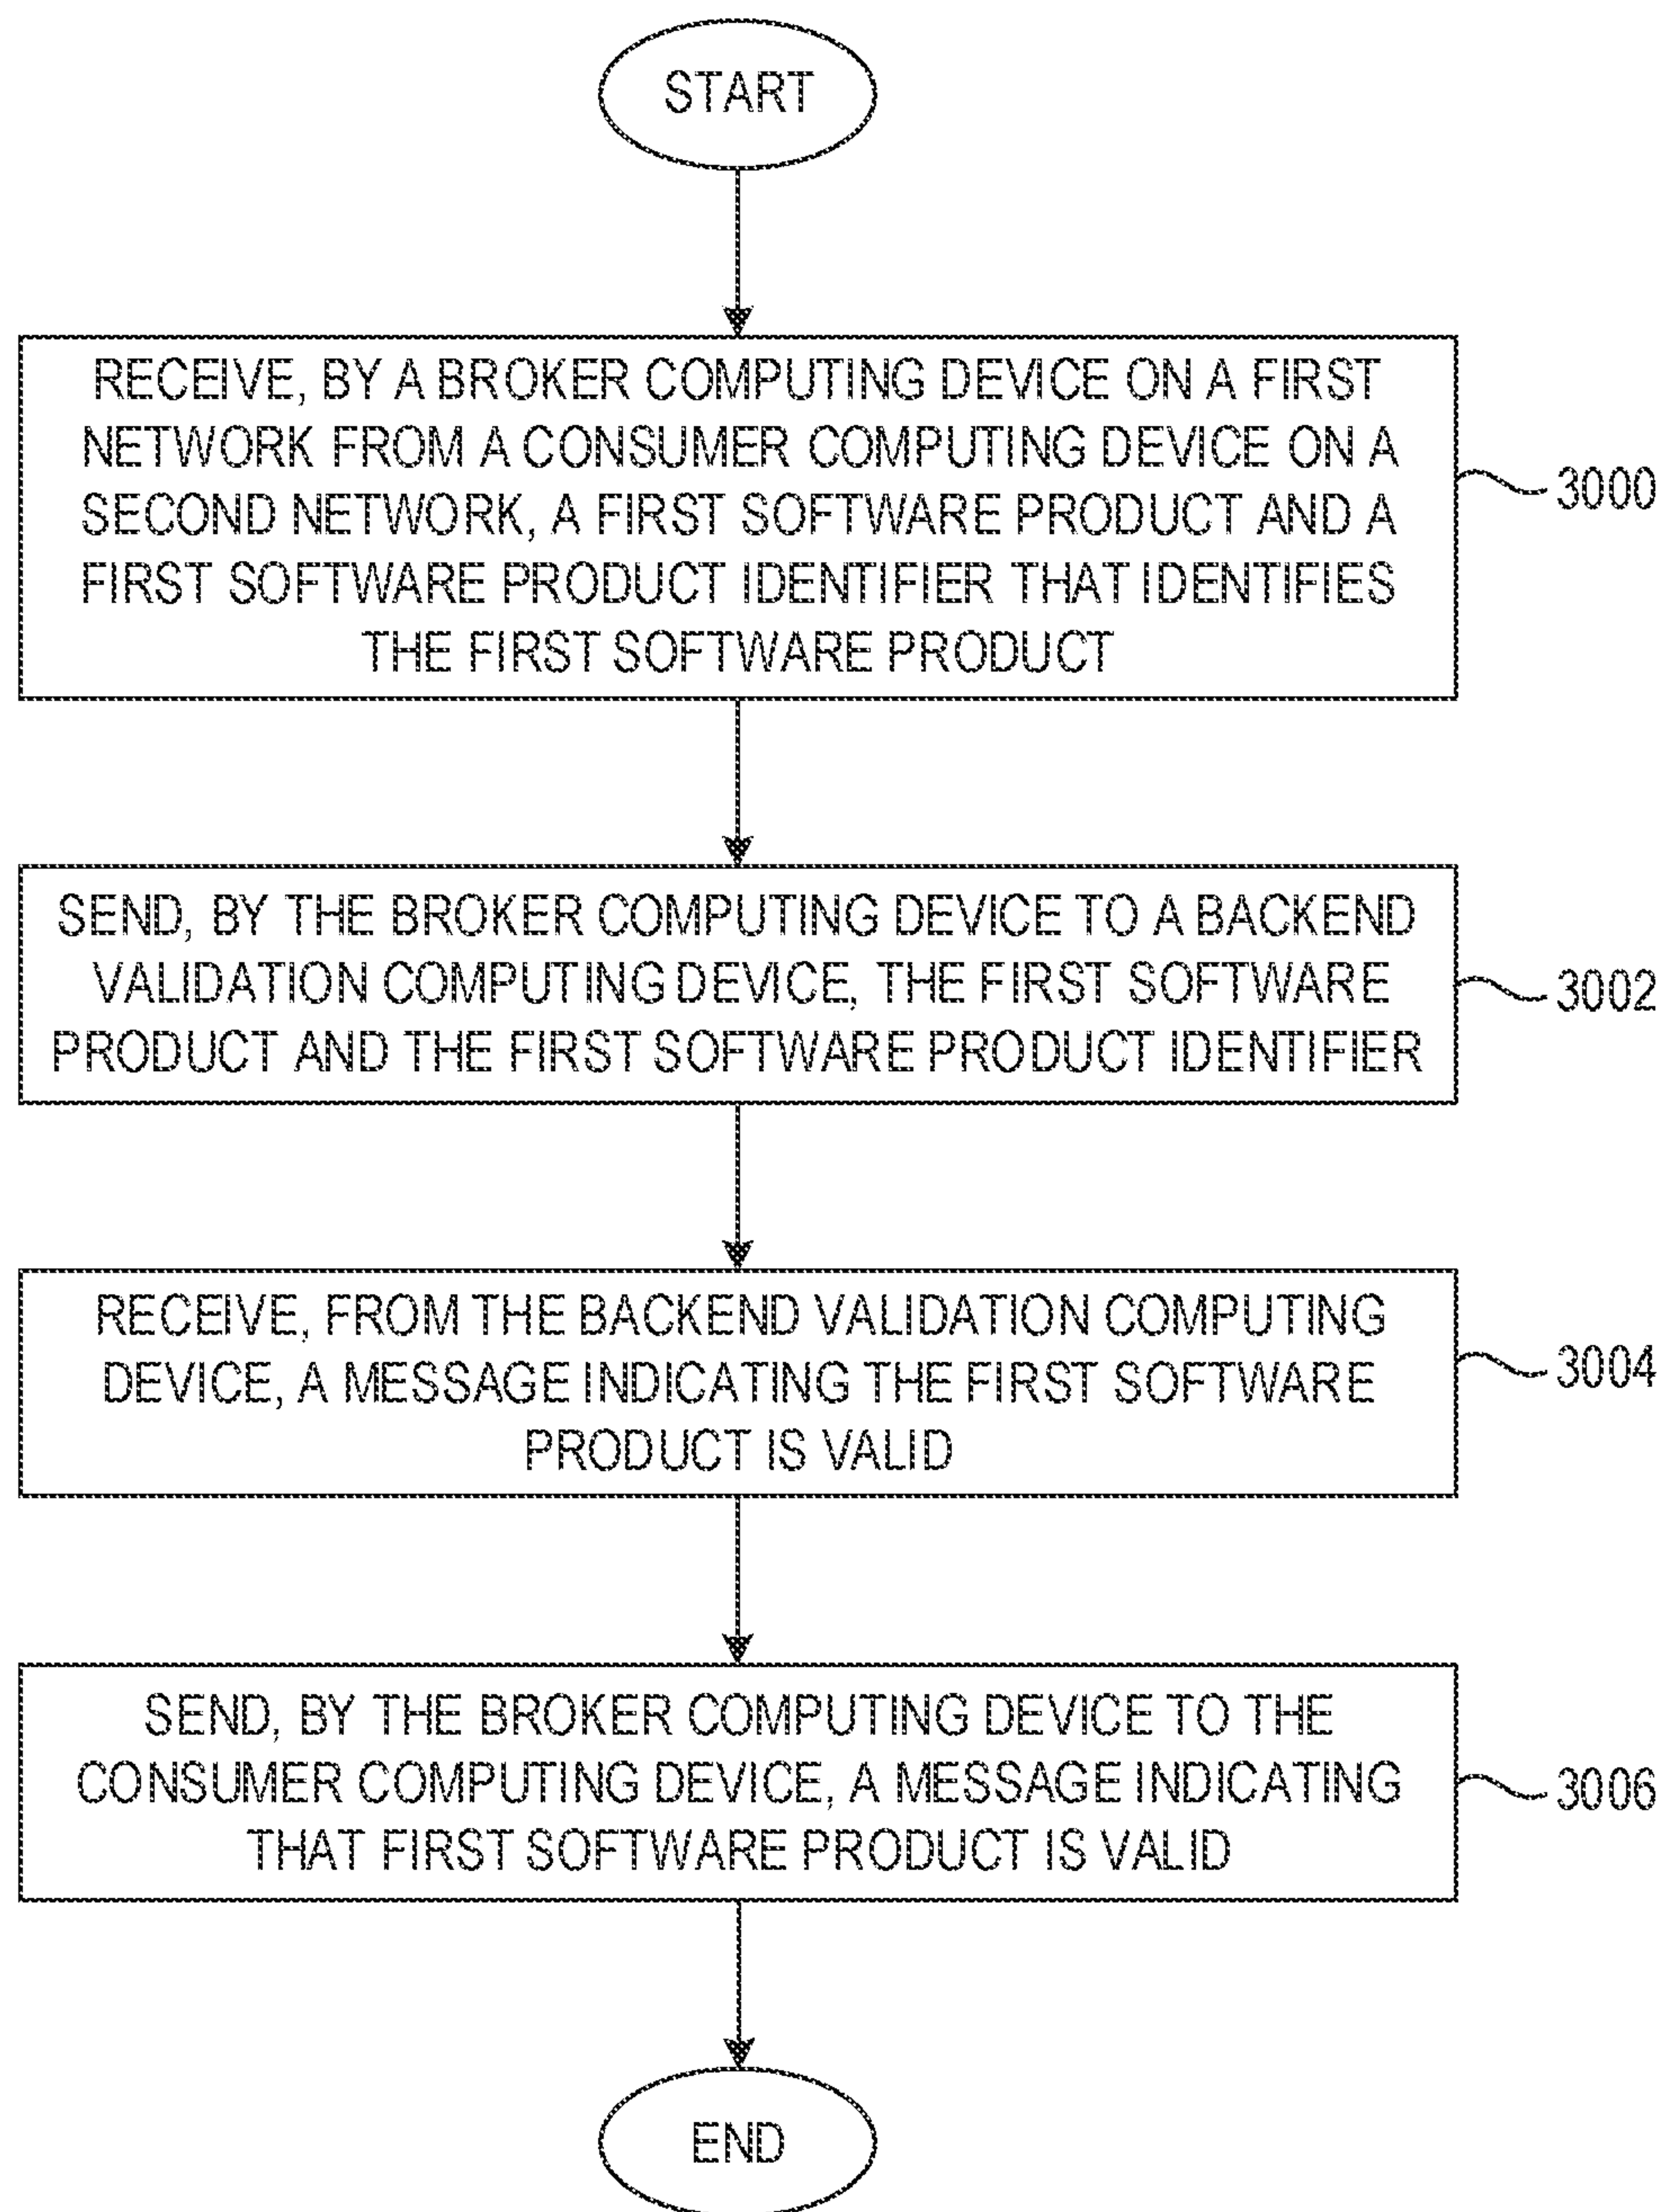 START
RECEIVE, BY A BROKER COMPUTING DEVICE ON A FIRST
NETWORK FROM A CONSUMER COMPUTING DEVICE ON A
SECOND NETWORK, A FIRST SOFTWARE PRODUCT AND A
FIRST SOFTWARE PRODUCT IDENTIFIER THAT IDENTIFIES
THE FIRST SOFTWARE PRODUCT
3000
SEND, BY THE BROKER COMPUTING DEVICE TO A BACKEND
VALIDATION COMPUTING DEVICE, THE FIRST SOFTWARE
PRODUCT AND THE FIRST SOFTWARE PRODUCT IDENTIFIER
3002
RECEIVE, FROM THE BACKEND VALIDATION COMPUTING
DEVICE, A MESSAGE INDICATING THE FIRST SOFTWARE
PRODUCT IS VALID
3004
SEND, BY THE BROKER COMPUTING DEVICE TO THE
CONSUMER COMPUTING DEVICE, A MESSAGE INDICATING
THAT FIRST SOFTWARE PRODUCT IS VALID
3006
END